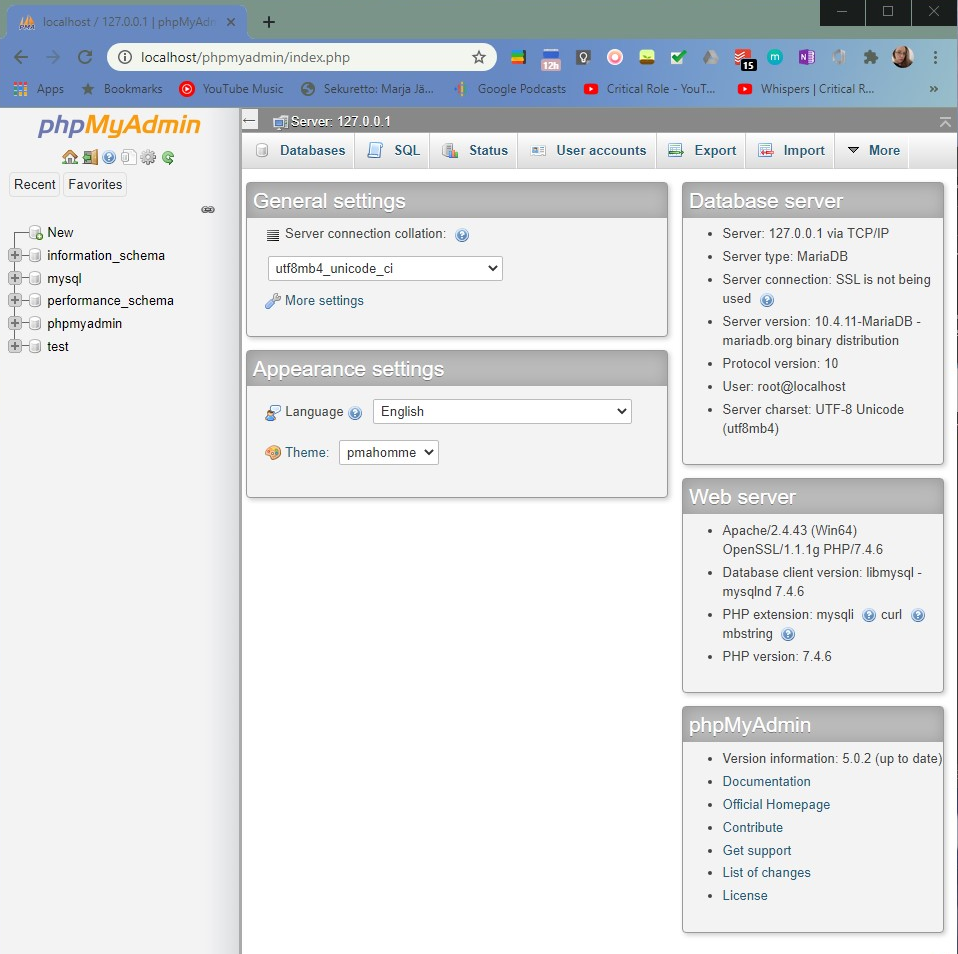 localhost / 127.0.0.1 | phpMyAdm
localhost/phpmyadmin/index.php
12h
15
m
N
Apps
Bookmarks
YouTube Music
Sekuretto: Marja Jä...
Google Podcasts
Critical Role - YouT...
Whispers | Critical R...
»
phpMyAdmin
Recent
Favorites
New
information_schema
mysql
performance_schema
phpmyadmin
test
Server: 127.0.0.1
Databases
SQL
Status
User accounts
Export
Import
More
General settings
Server connection collation:
utf8mb4_unicode_ci
More settings
Appearance settings
Language
English
Theme:
pmahomme
Database server
Server: 127.0.0.1 via TCP/IP
Server type: MariaDB
Server connection: SSL is not being
used
Server version: 10.4.11-MariaDB -
mariadb.org binary distribution
Protocol version: 10
User: root@localhost
Server charset: UTF-8 Unicode
(utf8mb4)
Web server
Apache/2.4.43 (Win64)
OpenSSL/1.1.1g PHP/7.4.6
Database client version: libmysql -
mysqlnd 7.4.6
PHP extension: mysqli curl
mbstring
PHP version: 7.4.6
phpMyAdmin
Version information: 5.0.2 (up to date)
Documentation
Official Homepage
Contribute
Get support
List of changes
License